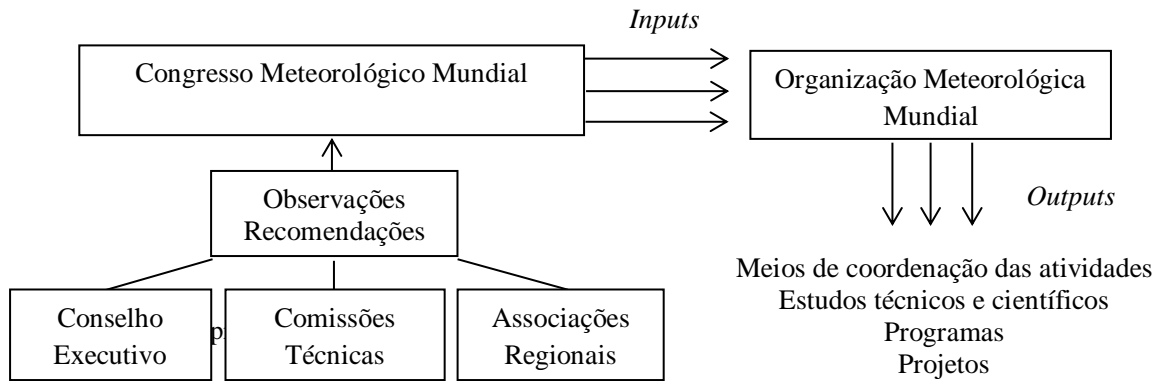 Inputs
Congresso Meteorológico Mundial
Organização Meteorológica
Mundial
Observações
Recomendações
Outputs
Meios de coordenação das atividades
Estudos técnicos e científicos
Programas
Projetos
Conselho
Executivo
Comissões
Técnicas
Associações
Regionais